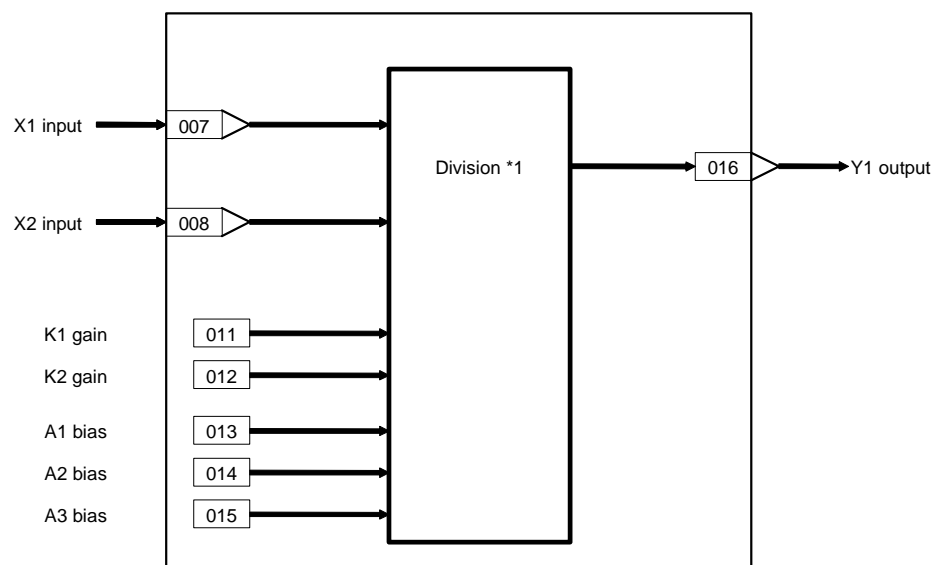 X1 input 007
Division *1 016 Y1 output
X2 input 008
K1 gain 011
K2 gain 012
A1 bias 013
A2 bias 014
A3 bias 015